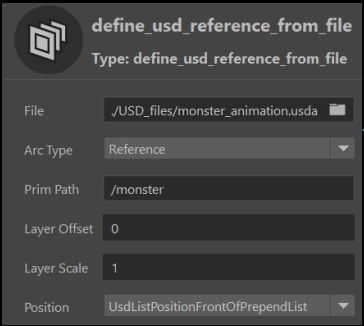 define_usd_reference_from_file
Type: define_usd_reference_from_file
File ./USD_files/monster_animation.usda
Arc Type Reference
Prim Path /monster
Layer Offset 0
Layer Scale 1
Position UsdListPositionFrontOfPrependList